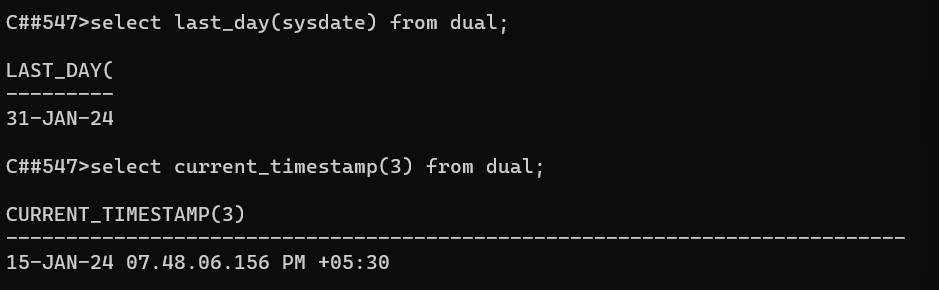 C##547>select last_day(sysdate) from dual;
LAST_DAY(
---------
31-JAN-24
C##547>select current_timestamp(3) from dual;
CURRENT_TIMESTAMP(3)
---------------------------------------------------------------------------
15-JAN-24 07.48.06.156 PM +05:30